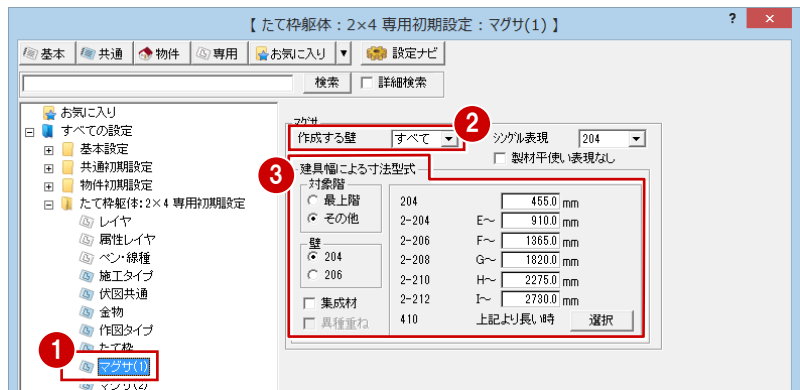 【 たて枠躯体：2×4 専用初期設定：マグサ(1) 】 ? ×
基本 共通 物件 専用 お気に入り ▼ 設定ナビ
検索 詳細検索
お気に入り
すべての設定
基本設定
共通初期設定
物件初期設定
たて枠躯体:2×4 専用初期設定
レイヤ
属性レイヤ
ペン・線種
施工タイプ
伏図共通
金物
作図タイプ
たて枠
1
マグサ(1)
マグサ(2)
マグサ
2
作成する壁 すべて
シングル表現 204
製材平使い表現なし
3
建具幅による寸法型式
対象階
最上階
その他
壁
204
206
集成材
異種重ね
204 455.0 mm
2-204 E～ 910.0 mm
2-206 F～ 1365.0 mm
2-208 G～ 1820.0 mm
2-210 H～ 2275.0 mm
2-212 I～ 2730.0 mm
410 上記より長い時 選択